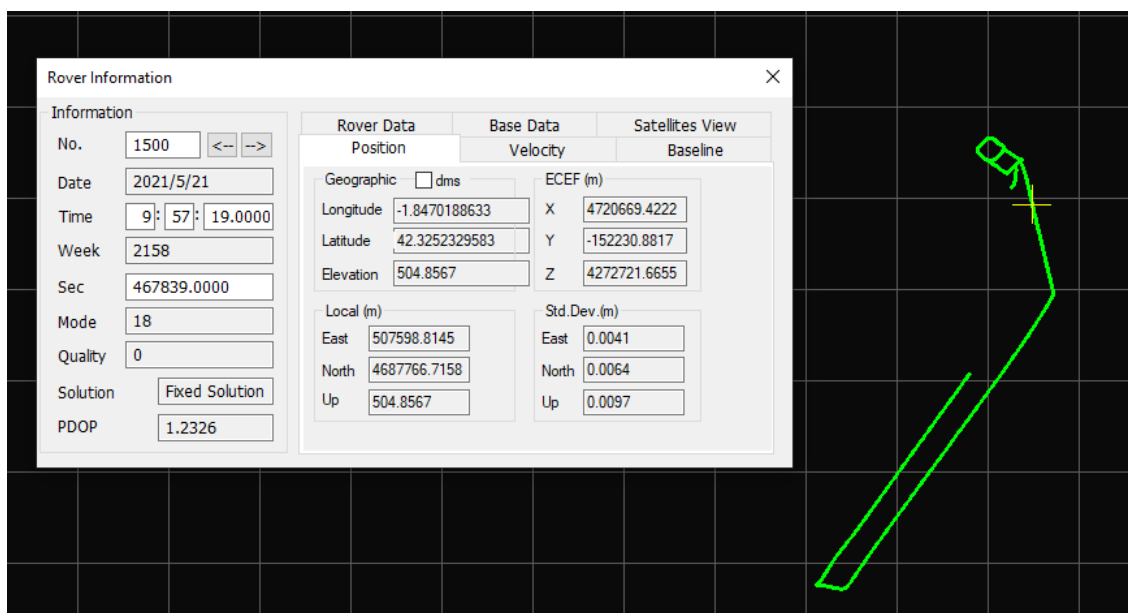 Rover Information
Information
No. 1500 <-- -->
Date 2021/5/21
Time 9: 57: 19.0000
Week 2158
Sec 467839.0000
Mode 18
Quality 0
Solution Fixed Solution
PDOP 1.2326
Rover Data Base Data Satellites View
Position Velocity Baseline
Geographic dms
Longitude -1.8470188633
Latitude 42.3252329583
Elevation 504.8567
ECEF (m)
X 4720669.4222
Y -152230.8817
Z 4272721.6655
Local (m)
East 507598.8145
North 4687766.7158
Up 504.8567
Std.Dev.(m)
East 0.0041
North 0.0064
Up 0.0097